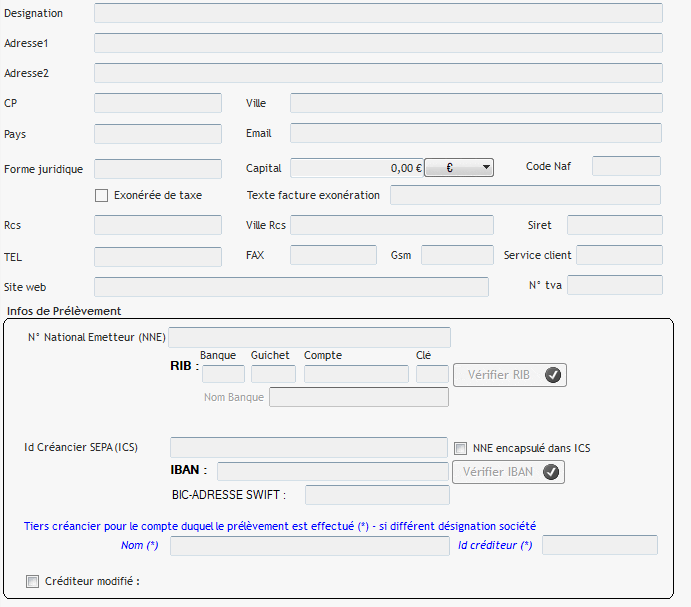 Designation
Adresse1
Adresse2
CP Ville
Pays Email
Forme juridique Capital 0,00 € € Code Naf
Exonérée de taxe Texte facture exonération
Rcs Ville Rcs Siret
TEL FAX Gsm Service client
Site web N° tva
Infos de Prélèvement
N° National Emetteur (NNE)
Banque Guichet Compte Clé
RIB : Vérifier RIB
Nom Banque
Id Créancier SEPA (ICS) NNE encapsulé dans ICS
IBAN : Vérifier IBAN
BIC-ADRESSE SWIFT :
Tiers créancier pour le compte duquel le prélèvement est effectué (*) - si différent désignation société
Nom (*) Id créditeur (*)
Créditeur modifié :